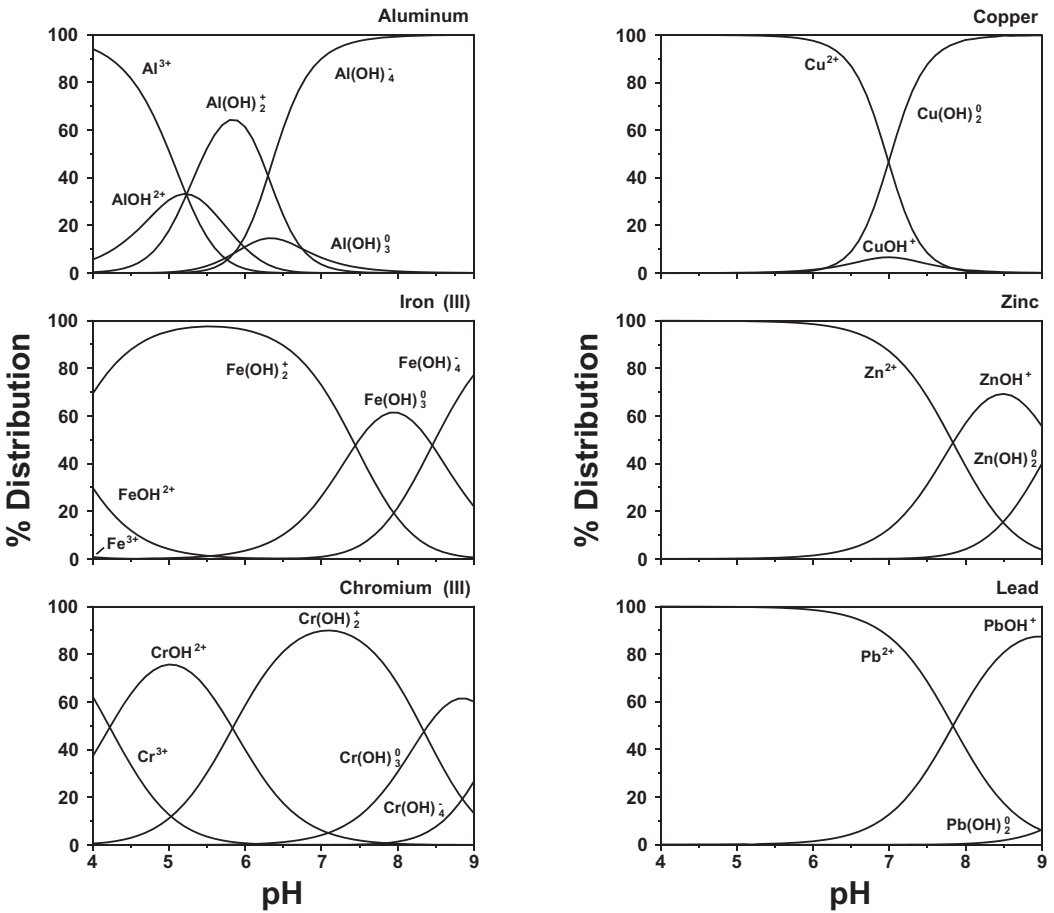 Aluminum
100
80
60
40
20
0
Al³⁺
Al(OH)₂⁺
Al(OH)₄⁻
AlOH²⁺
Al(OH)₃⁰
Copper
100
80
60
40
20
0
Cu²⁺
Cu(OH)₂⁰
CuOH⁺
% Distribution
Iron (III)
100
80
60
40
20
0
Fe(OH)₂⁺
Fe(OH)₄⁻
Fe(OH)₃⁰
FeOH²⁺
Fe³⁺
% Distribution
Zinc
100
80
60
40
20
0
Zn²⁺
ZnOH⁺
Zn(OH)₂⁰
Chromium (III)
100
80
60
40
20
0
Cr(OH)₂⁺
CrOH²⁺
Cr³⁺
Cr(OH)₃⁰
Cr(OH)₄⁻
4 5 6 7 8 9
pH
Lead
100
80
60
40
20
0
PbOH⁺
Pb²⁺
Pb(OH)₂⁰
4 5 6 7 8 9
pH